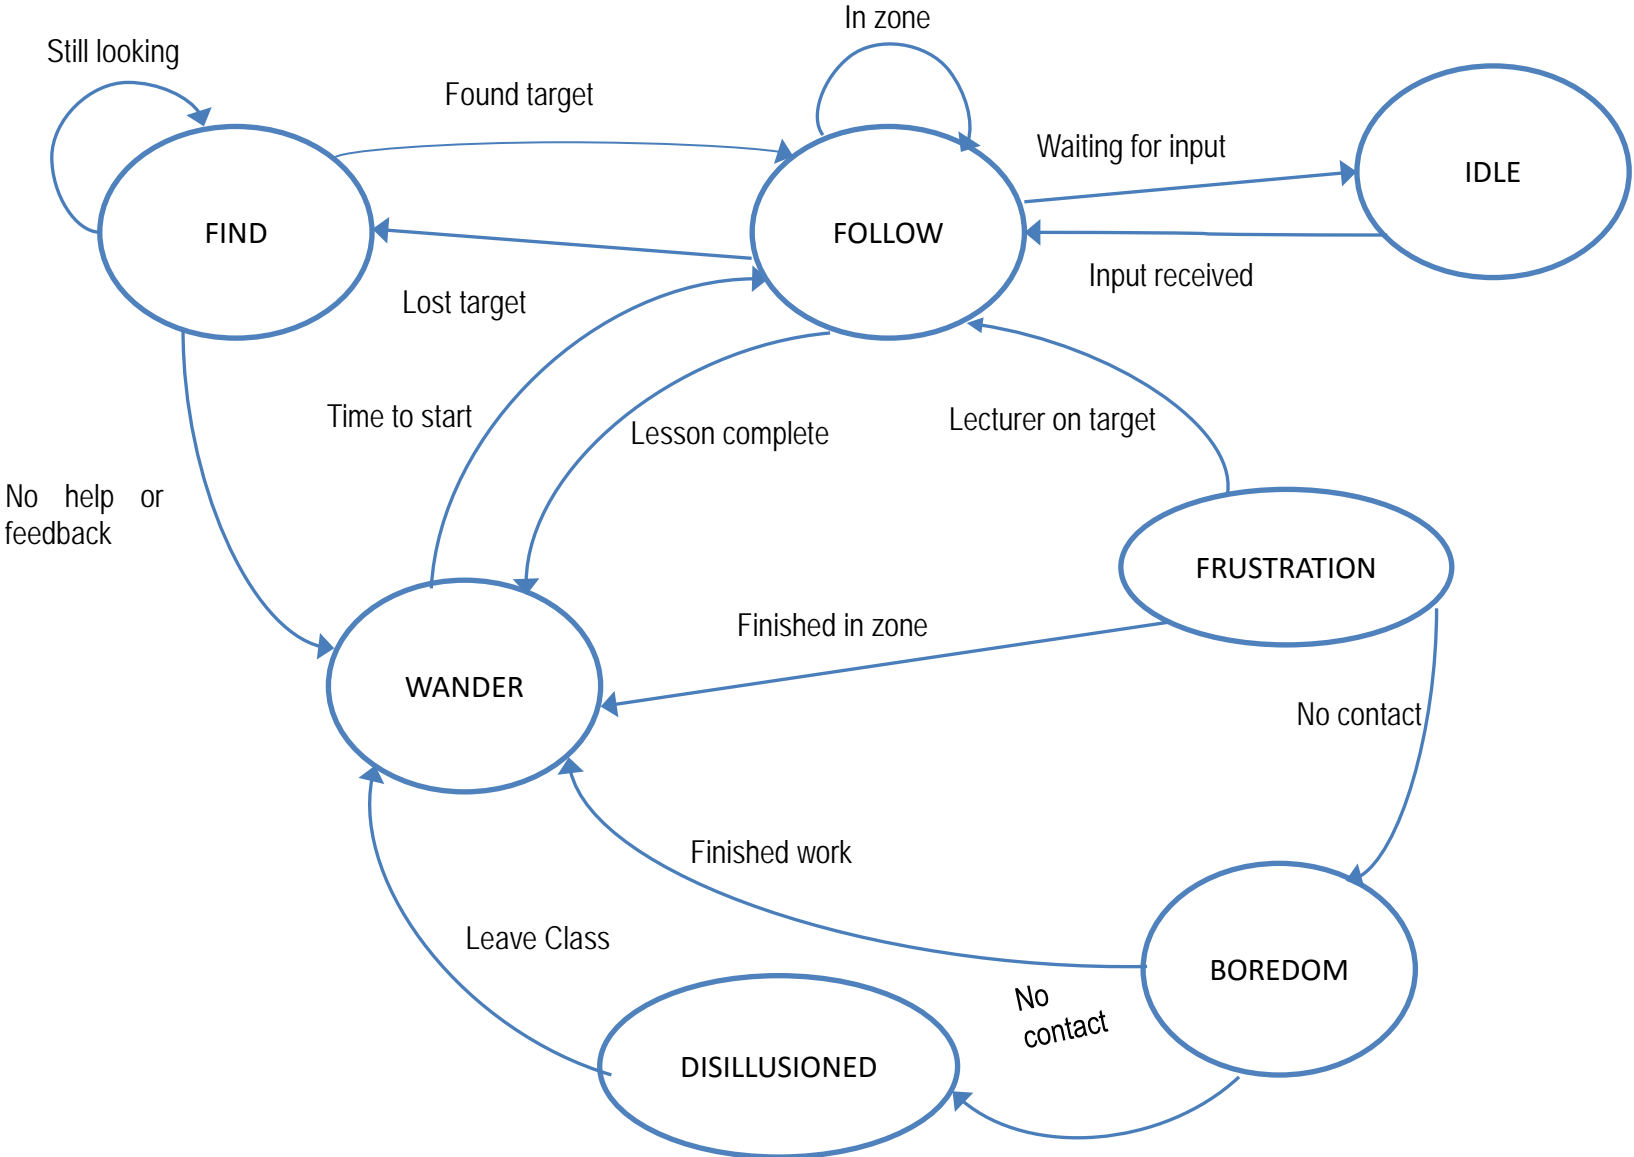 In zone
Still looking
Found target
Waiting for input
IDLE
FIND
FOLLOW
Input received
Lost target
Time to start
Lesson complete
Lecturer on target
No help or
feedback
FRUSTRATION
Finished in zone
WANDER
No contact
Finished work
Leave Class
BOREDOM
No
contact
DISILLUSIONED